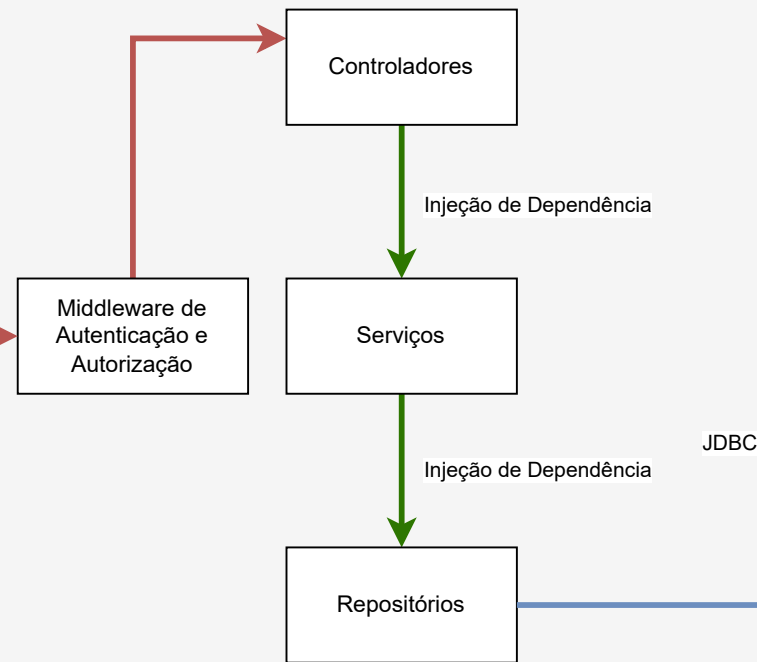 Controladores
Injeção de Dependência
Middleware de
Autenticação e
Autorização
Serviços
JDBC
Injeção de Dependência
Repositórios